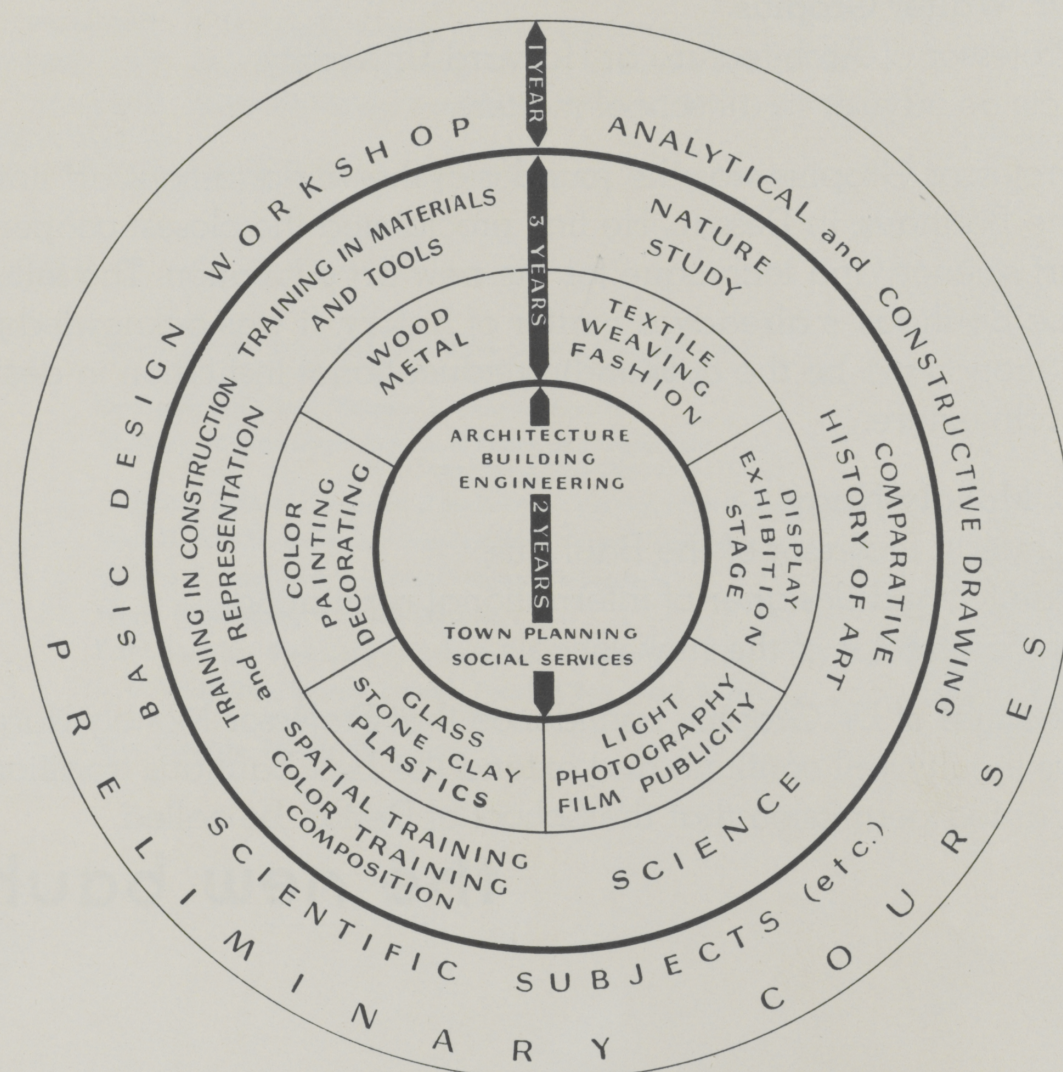 1 YEAR
BASIC DESIGN WORKSHOP
ANALYTICAL and CONSTRUCTIVE DRAWING
SCIENTIFIC SUBJECTS (etc.)
PRELIMINARY COURSES
3 YEARS
TRAINING IN MATERIALS
AND TOOLS
NATURE
STUDY
COMPARATIVE
HISTORY OF ART
SCIENCE
SPATIAL TRAINING
COLOR TRAINING
COMPOSITION
TRAINING IN CONSTRUCTION
and REPRESENTATION
WOOD
METAL
TEXTILE
WEAVING
FASHION
DISPLAY
EXHIBITION
STAGE
LIGHT
PHOTOGRAPHY
FILM PUBLICITY
GLASS
STONE CLAY
PLASTICS
COLOR
PAINTING
DECORATING
ARCHITECTURE
BUILDING
ENGINEERING
2 YEARS
TOWN PLANNING
SOCIAL SERVICES